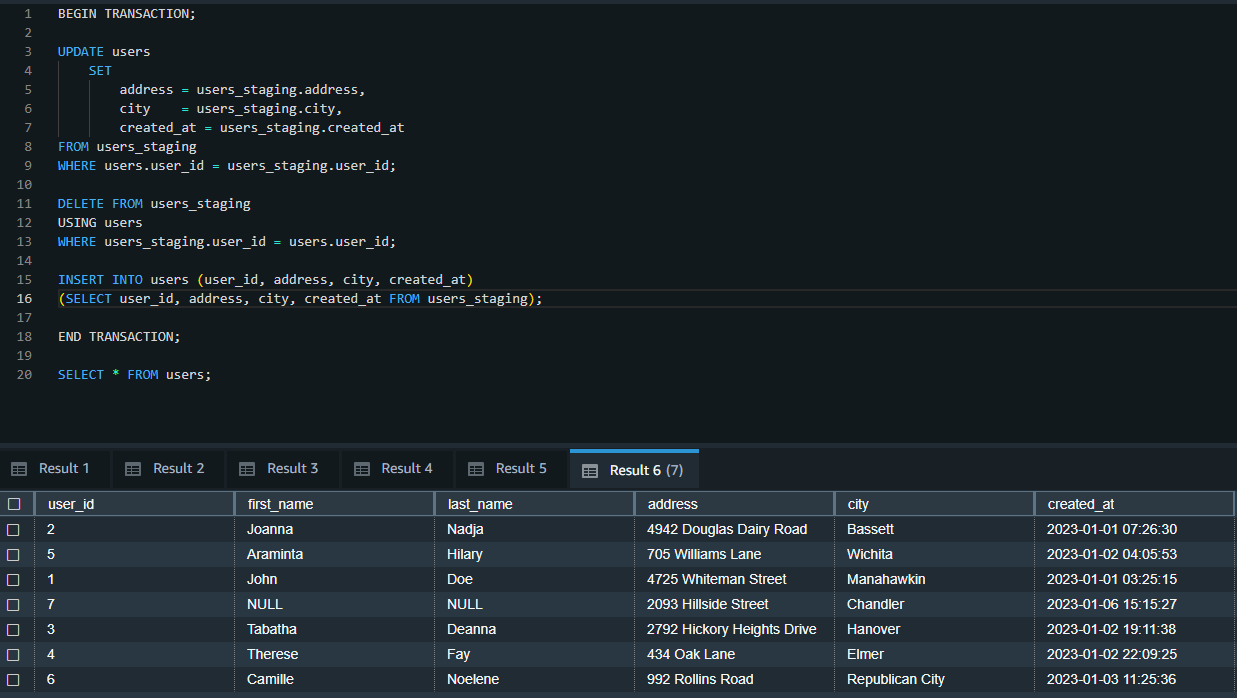 1 BEGIN TRANSACTION;
2
3 UPDATE users
4 SET
5 address = users_staging.address,
6 city = users_staging.city,
7 created_at = users_staging.created_at
8 FROM users_staging
9 WHERE users.user_id = users_staging.user_id;
10
11 DELETE FROM users_staging
12 USING users
13 WHERE users_staging.user_id = users.user_id;
14
15 INSERT INTO users (user_id, address, city, created_at)
16 (SELECT user_id, address, city, created_at FROM users_staging);
17
18 END TRANSACTION;
19
20 SELECT * FROM users;
Result 1 Result 2 Result 3 Result 4 Result 5 Result 6 (7)
user_id first_name last_name address city created_at
2 Joanna Nadja 4942 Douglas Dairy Road Bassett 2023-01-01 07:26:30
5 Araminta Hilary 705 Williams Lane Wichita 2023-01-02 04:05:53
1 John Doe 4725 Whiteman Street Manahawkin 2023-01-01 03:25:15
7 NULL NULL 2093 Hillside Street Chandler 2023-01-06 15:15:27
3 Tabatha Deanna 2792 Hickory Heights Drive Hanover 2023-01-02 19:11:38
4 Therese Fay 434 Oak Lane Elmer 2023-01-02 22:09:25
6 Camille Noelene 992 Rollins Road Republican City 2023-01-03 11:25:36